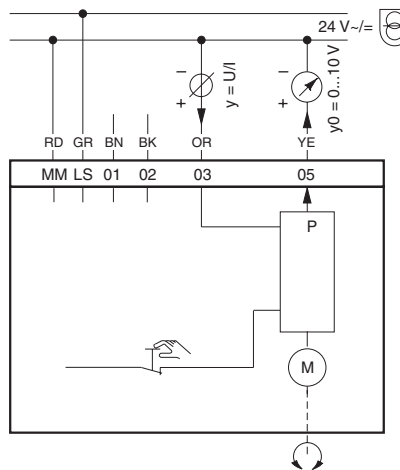 24 V~/=
– –
+ y = U/I + y0 = 0...10 V
RD GR BN BK OR YE
MM LS 01 02 03 05
P
M